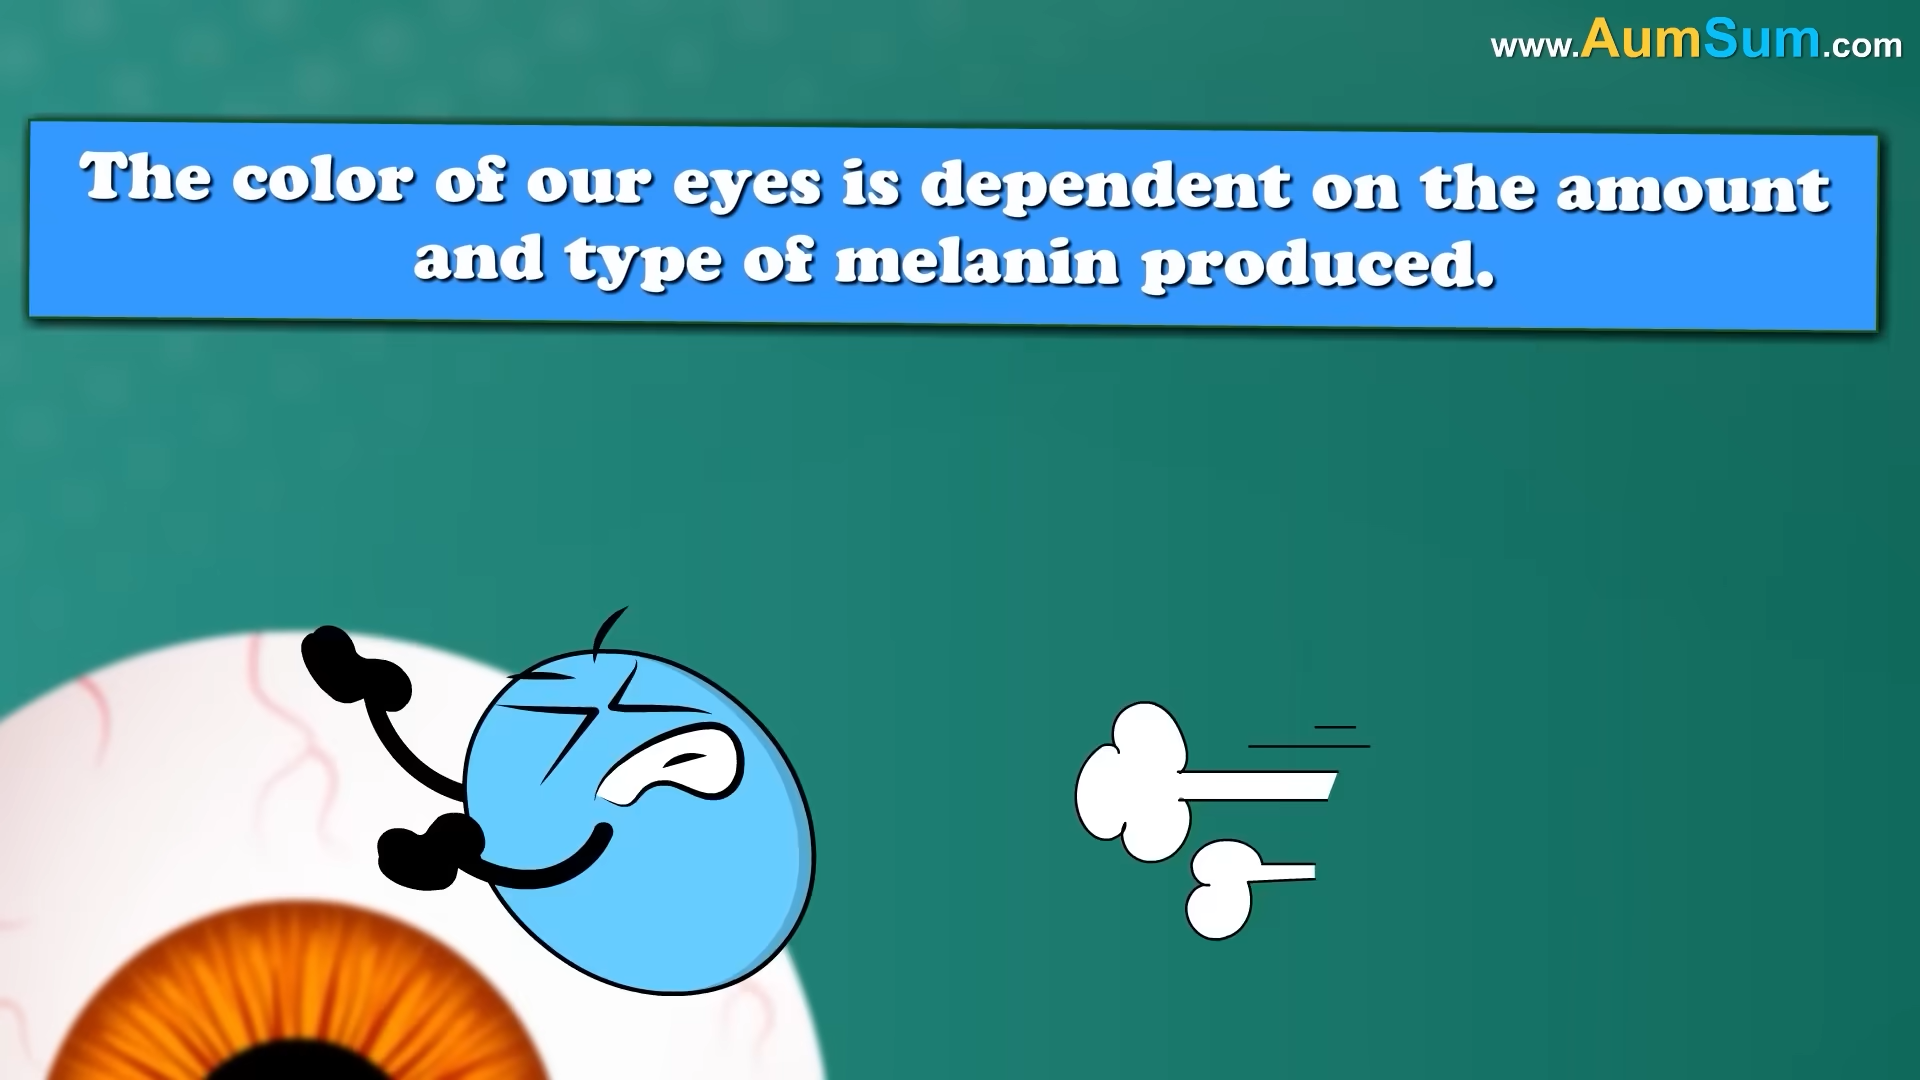 www.AumSum.com
The color of our eyes is dependent on the amount
and type of melanin produced.